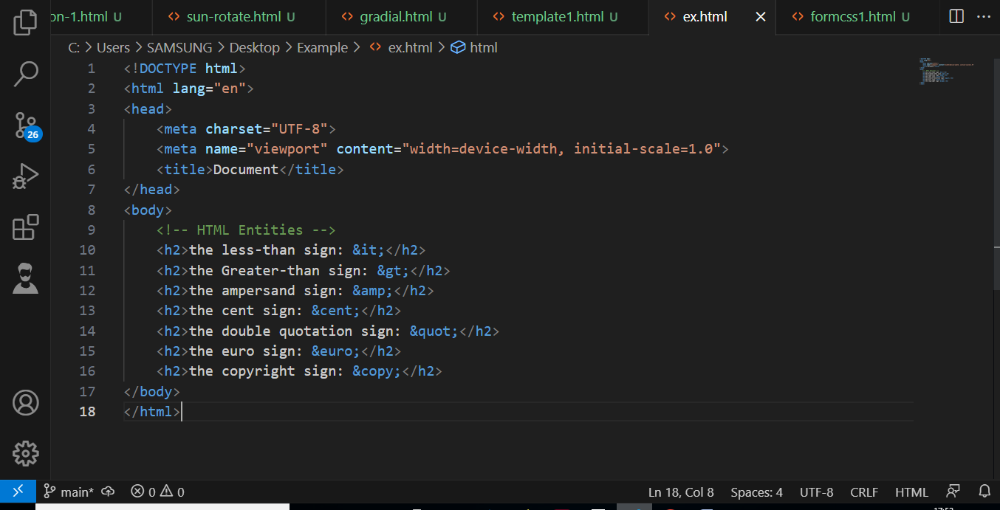 on-1.html U sun-rotate.html U gradial.html U template1.html U ex.html formcss1.html U
C: > Users > SAMSUNG > Desktop > Example > ex.html > html
1 <!DOCTYPE html>
2 <html lang="en">
3 <head>
4 <meta charset="UTF-8">
5 <meta name="viewport" content="width=device-width, initial-scale=1.0">
6 <title>Document</title>
7 </head>
8 <body>
9 <!-- HTML Entities -->
10 <h2>the less-than sign: &it;</h2>
11 <h2>the Greater-than sign: &gt;</h2>
12 <h2>the ampersand sign: &amp;</h2>
13 <h2>the cent sign: &cent;</h2>
14 <h2>the double quotation sign: &quot;</h2>
15 <h2>the euro sign: &euro;</h2>
16 <h2>the copyright sign: &copy;</h2>
17 </body>
18 </html>
26
main* 0 0 Ln 18, Col 8 Spaces: 4 UTF-8 CRLF HTML